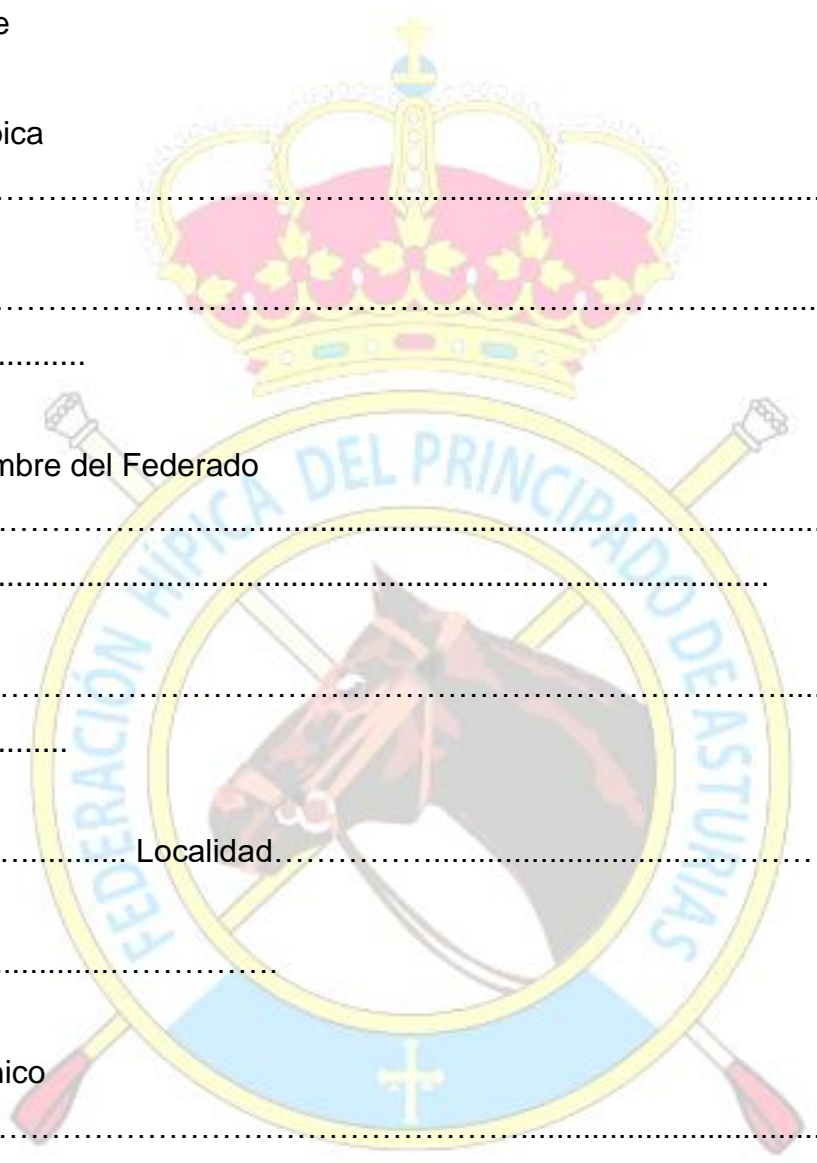 e
pica
……………………………………......................................................
……………………………………………………………………………………...
...........
mbre del Federado
……………….......................................................................
................................................................................
……………………………………………………………………………......
.........
............. Localidad……………..................................………
................…………….
nico
……………………………………………………......................................
FEDERACIÓN HÍPICA DEL PRINCIPADO DE ASTURIAS